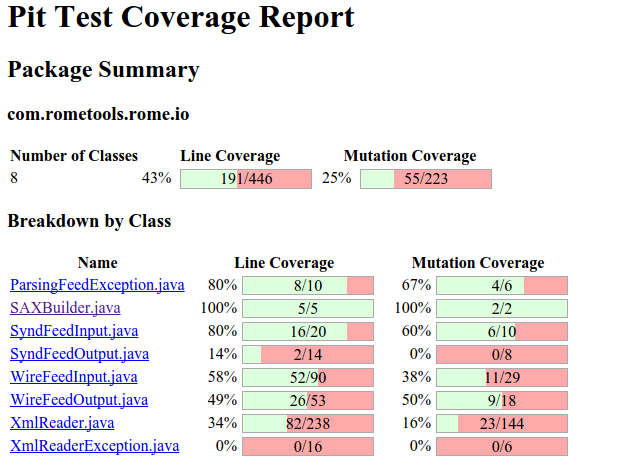 Pit Test Coverage Report
Package Summary
com.rometools.rome.io
Number of Classes Line Coverage Mutation Coverage
8 43% 191/446 25% 55/223
Breakdown by Class
Name Line Coverage Mutation Coverage
ParsingFeedException.java 80% 8/10 67% 4/6
SAXBuilder.java 100% 5/5 100% 2/2
SyndFeedInput.java 80% 16/20 60% 6/10
SyndFeedOutput.java 14% 2/14 0% 0/8
WireFeedInput.java 58% 52/90 38% 11/29
WireFeedOutput.java 49% 26/53 50% 9/18
XmlReader.java 34% 82/238 16% 23/144
XmlReaderException.java 0% 0/16 0% 0/6